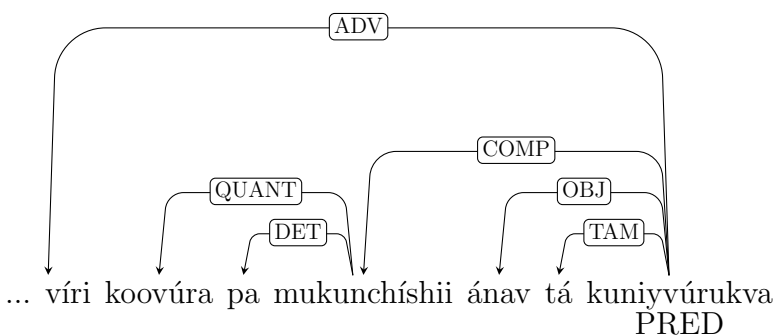 ADV
COMP
QUANT
OBJ
DET
TAM
... víri koovúra pa mukunchíshii ánav tá kuniyvúrukva
PRED